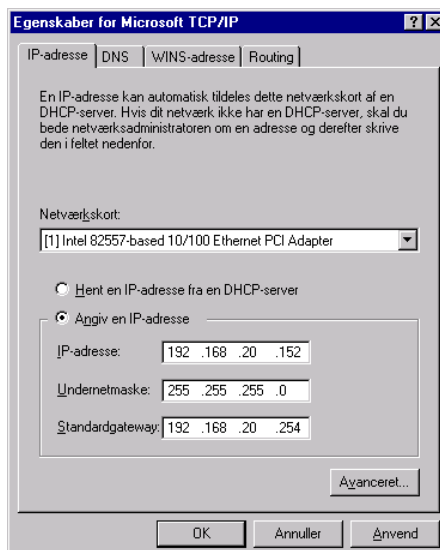 Egenskaber for Microsoft TCP/IP
IP-adresse DNS WINS-adresse Routing
En IP-adresse kan automatisk tildeles dette netværkskort af en
DHCP-server. Hvis dit netværk ikke har en DHCP-server, skal du
bede netværksadministratoren om en adresse og derefter skrive
den i feltet nedenfor.
Netværkskort:
[1] Intel 82557-based 10/100 Ethernet PCI Adapter
Hent en IP-adresse fra en DHCP-server
Angiv en IP-adresse
IP-adresse: 192 .168 .20 .152
Undernetmaske: 255 .255 .255 .0
Standardgateway: 192 .168 .20 .254
Avanceret...
OK Annuller Anvend